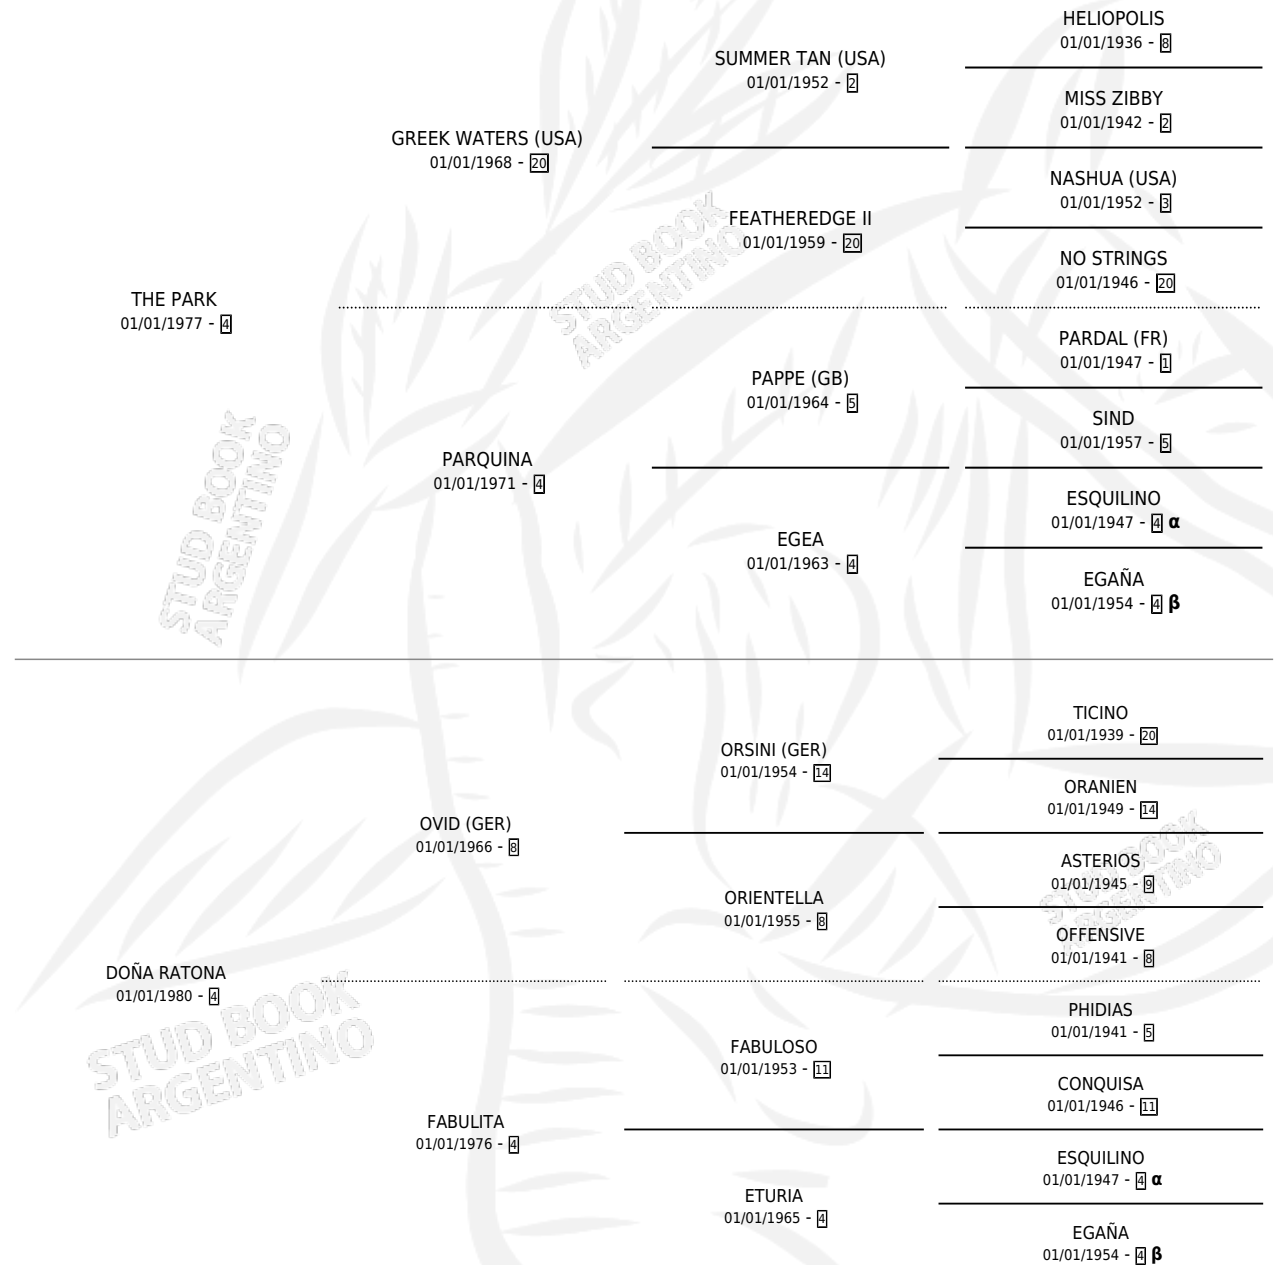 HELIOPOLIS
01/01/1936 - 8
SUMMER TAN (USA)
01/01/1952 - 2
MISS ZIBBY
01/01/1942 - 2
GREEK WATERS (USA)
01/01/1968 - 20
NASHUA (USA)
01/01/1952 - 3
FEATHEREDGE II
01/01/1959 - 20
NO STRINGS
01/01/1946 - 20
THE PARK
01/01/1977 - 4
STUD BOOK
ARGENTINO
PARDAL (FR)
01/01/1947 - 1
PAPPE (GB)
01/01/1964 - 5
SIND
01/01/1957 - 5
PARQUINA
01/01/1971 - 4
ESQUILINO
01/01/1947 - 4 α
EGEA
01/01/1963 - 4
EGAÑA
01/01/1954 - 4 β
STUD BOOK
ARGENTINO
TICINO
01/01/1939 - 20
ORSINI (GER)
01/01/1954 - 14
ORANIEN
01/01/1949 - 14
OVID (GER)
01/01/1966 - 8
ASTERIOS
01/01/1945 - 9
ORIENTELLA
01/01/1955 - 8
OFFENSIVE
01/01/1941 - 8
STUD BOOK
ARGENTINO
DOÑA RATONA
01/01/1980 - 4
STUD BOOK
ARGENTINO
PHIDIAS
01/01/1941 - 5
FABULOSO
01/01/1953 - 11
CONQUISA
01/01/1946 - 11
FABULITA
01/01/1976 - 4
ESQUILINO
01/01/1947 - 4 α
ETURIA
01/01/1965 - 4
EGAÑA
01/01/1954 - 4 β